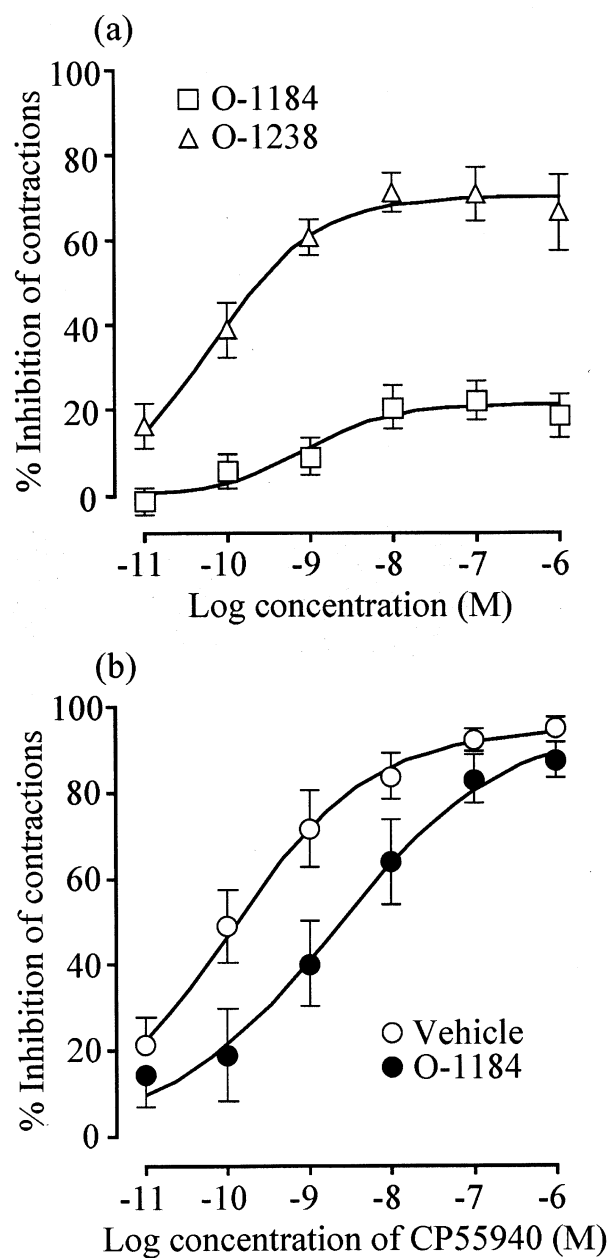 (a)
100
80
60
40
20
0
% Inhibition of contractions
O-1184
O-1238
-11 -10 -9 -8 -7 -6
Log concentration (M)
(b)
100
80
60
40
20
0
% Inhibition of contractions
Vehicle
O-1184
-11 -10 -9 -8 -7 -6
Log concentration of CP55940 (M)